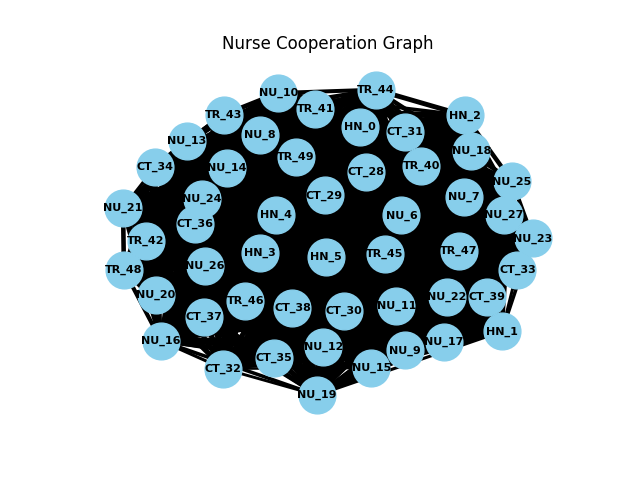 Nurse Cooperation Graph
NU_10
TR_44
TR_41
TR_43
HN_2
HN_0
CT_31
NU_8
NU_13
NU_18
TR_49
CT_34
NU_14
TR_40
CT_28
NU_25
CT_29
NU_7
NU_24
NU_21
HN_4
NU_6
NU_27
CT_36
NU_23
TR_42
TR_47
HN_3
TR_45
HN_5
NU_26
TR_48
CT_33
NU_20
NU_22
CT_39
TR_46
NU_11
CT_38
CT_30
CT_37
HN_1
NU_16
NU_17
NU_12
NU_9
CT_35
NU_15
CT_32
NU_19